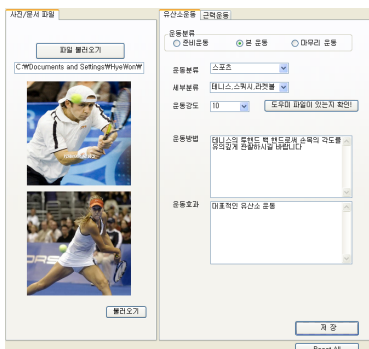 사진/문서 파일
파일 불러오기
C:₩Documents and Settings₩HyeWon₩
불러오기
유산소운동 근력운동
운동분류
준비운동 본 운동 마무리 운동
운동분류 스포츠
세부분류 테니스,스쿼시,라켓볼
운동강도 10 도우미 파일이 있는지 확인!
운동방법 테니스의 투핸드 백 핸드로써 손목의 각도를
유의깊게 관찰하시길 바랍니다
운동효과 대표적인 유산소 운동
저 장